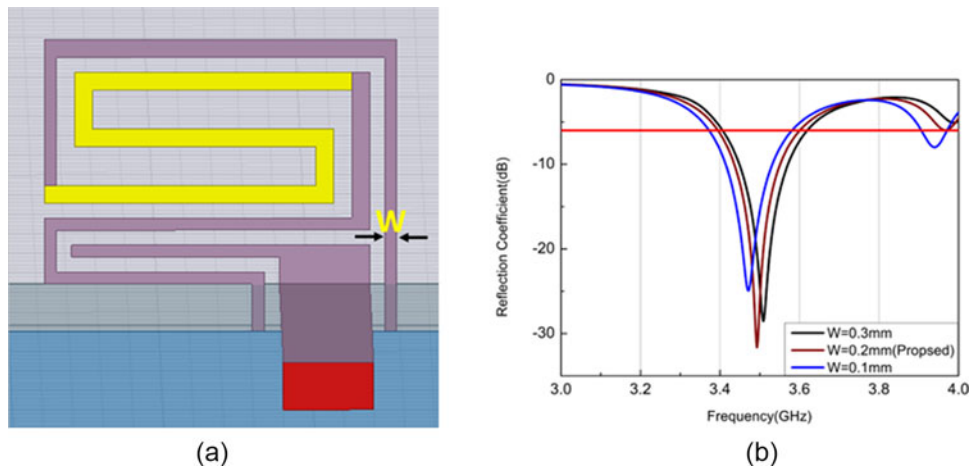 W
(a)
0
-10
-20
-30
Reflection Coefficient(dB)
W=0.3mm
W=0.2mm(Propsed)
W=0.1mm
3.0 3.2 3.4 3.6 3.8 4.0
Frequency(GHz)
(b)